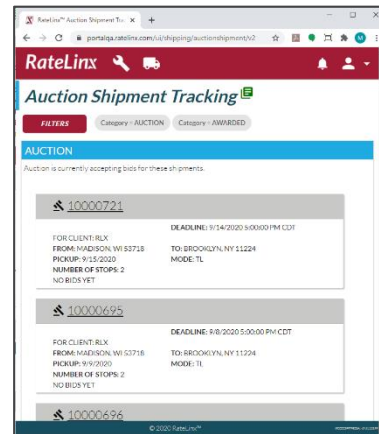 RateLinx™ Auction Shipment Tra
portalqa.ratelinx.com/ui/shipping/auctionshipment/v2
RateLinx
Auction Shipment Tracking
FILTERS
Category = AUCTION
Category = AWARDED
AUCTION
Auction is currently accepting bids for these shipments.
10000721
DEADLINE: 9/14/2020 5:00:00 PM CDT
FOR CLIENT: RLX
FROM: MADISON, WI 53718 TO: BROOKLYN, NY 11224
PICKUP: 9/15/2020 MODE: TL
NUMBER OF STOPS: 2
NO BIDS YET
10000695
DEADLINE: 9/8/2020 5:00:00 PM CDT
FOR CLIENT: RLX
FROM: MADISON, WI 53718 TO: BROOKLYN, NY 11224
PICKUP: 9/9/2020 MODE: TL
NUMBER OF STOPS: 2
NO BIDS YET
10000696
© 2020 RateLinx™